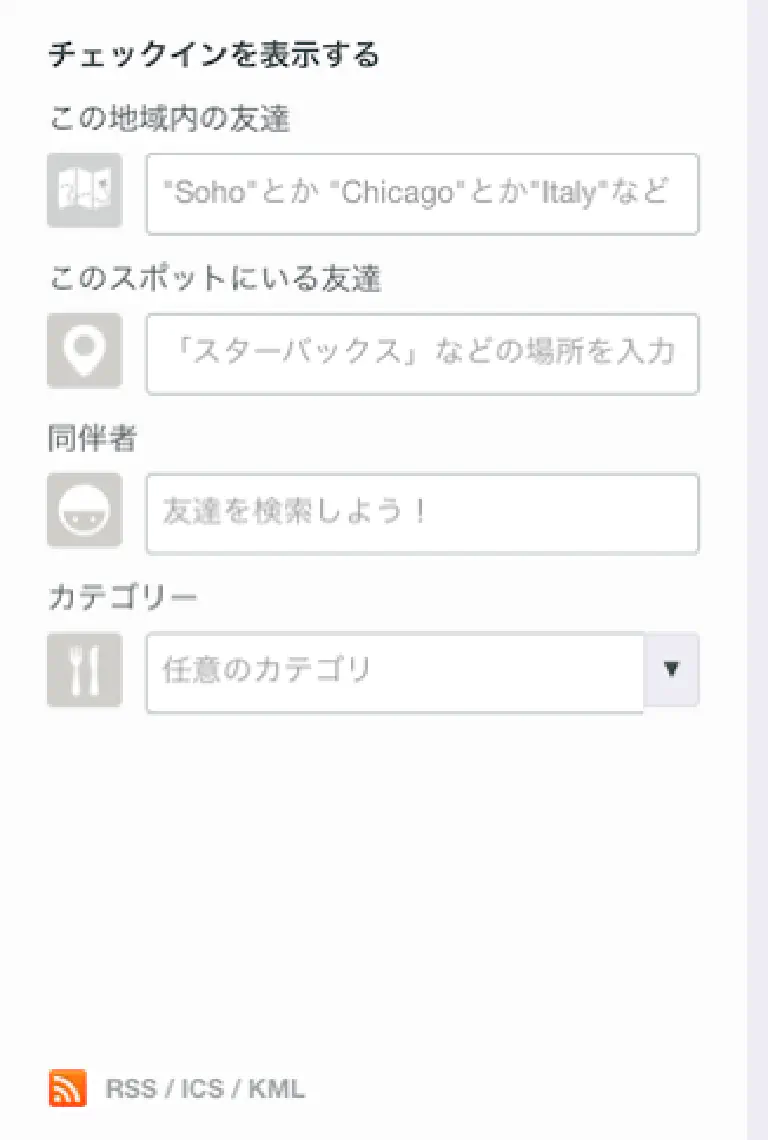 チェックインを表示する
この地域内の友達
"Soho"とか "Chicago"とか"Italy"など
このスポットにいる友達
「スターバックス」などの場所を入力
同伴者
友達を検索しよう！
カテゴリー
任意のカテゴリ
▼
RSS / ICS / KML